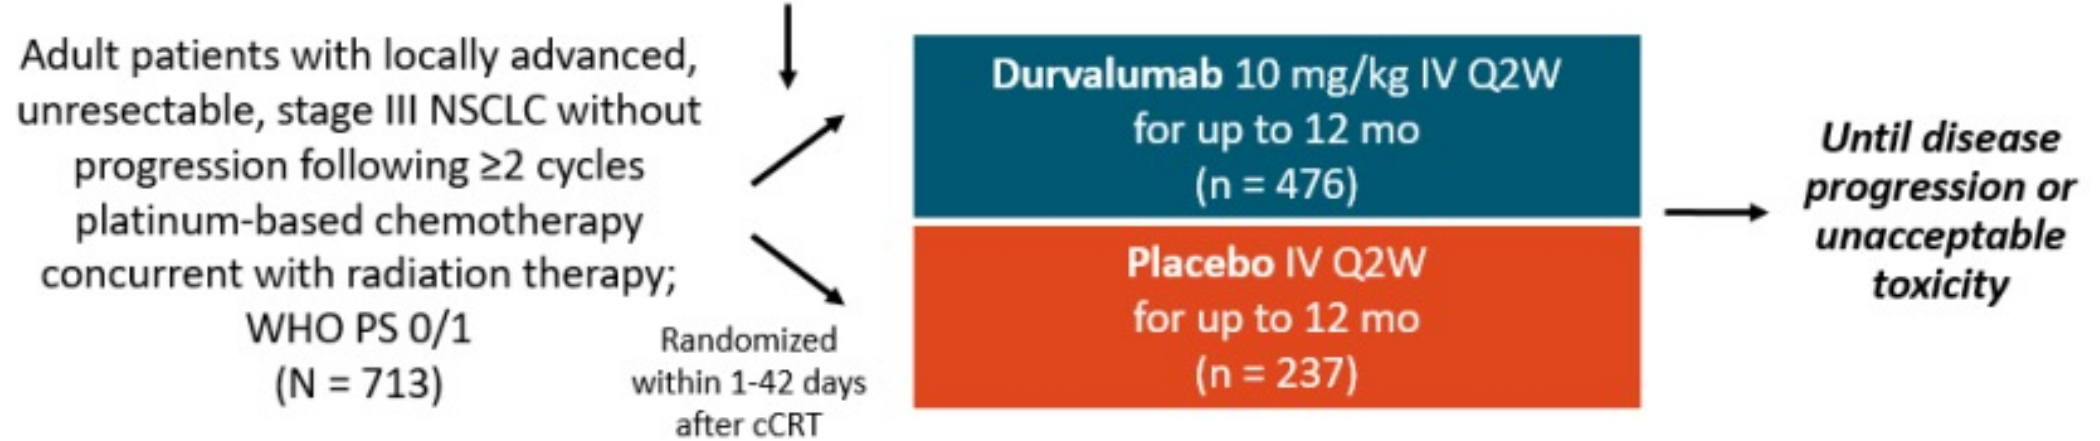 Adult patients with locally advanced,
unresectable, stage III NSCLC without
progression following ≥2 cycles
platinum-based chemotherapy
concurrent with radiation therapy;
WHO PS 0/1
(N = 713)
Randomized
within 1-42 days
after cCRT
Durvalumab 10 mg/kg IV Q2W
for up to 12 mo
(n = 476)
Placebo IV Q2W
for up to 12 mo
(n = 237)
Until disease
progression or
unacceptable
toxicity